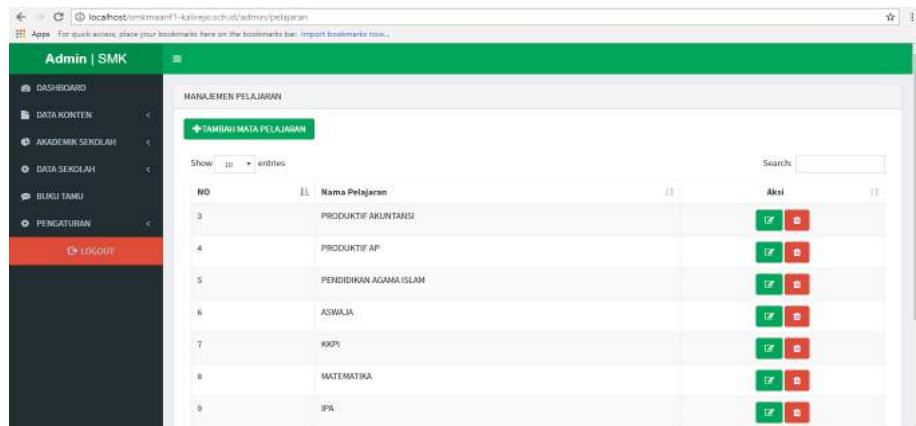 localhost/smkmaarif1-kalirejo.sch.id/admin/pelajaran
Apps For quick access, place your bookmarks here on the bookmarks bar. Import bookmarks now...
Admin | SMK
DASHBOARD
DATA KONTEN
AKADEMIK SEKOLAH
DATA SEKOLAH
BUKU TAMU
PENGATURAN
LOGOUT
MANAJEMEN PELAJARAN
+TAMBAH MATA PELAJARAN
Show 10 entries Search:
NO Nama Pelajaran Aksi
3 PRODUKTIF AKUNTANSI
4 PRODUKTIF AP
5 PENDIDIKAN AGAMA ISLAM
6 ASWAJA
7 KKPI
8 MATEMATIKA
9 IPA